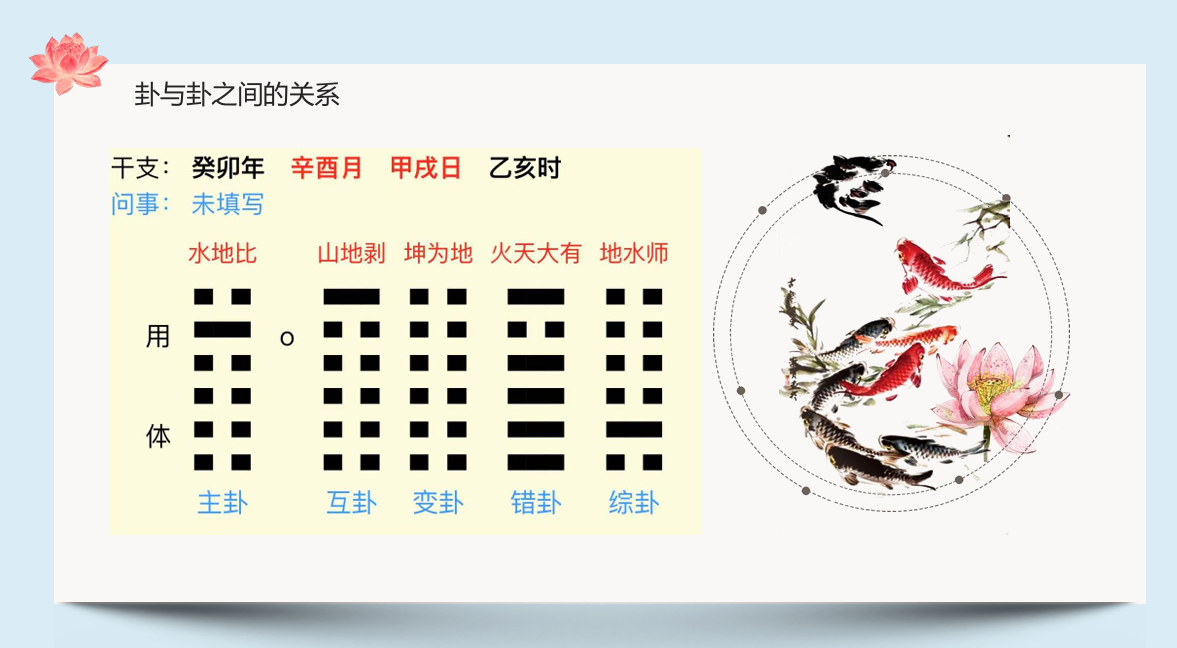 卦与卦之间的关系
干支： 癸卯年 辛酉月 甲戌日 乙亥时
问事： 未填写
水地比 山地剥 坤为地 火天大有 地水师
用 o
体
主卦 互卦 变卦 错卦 综卦